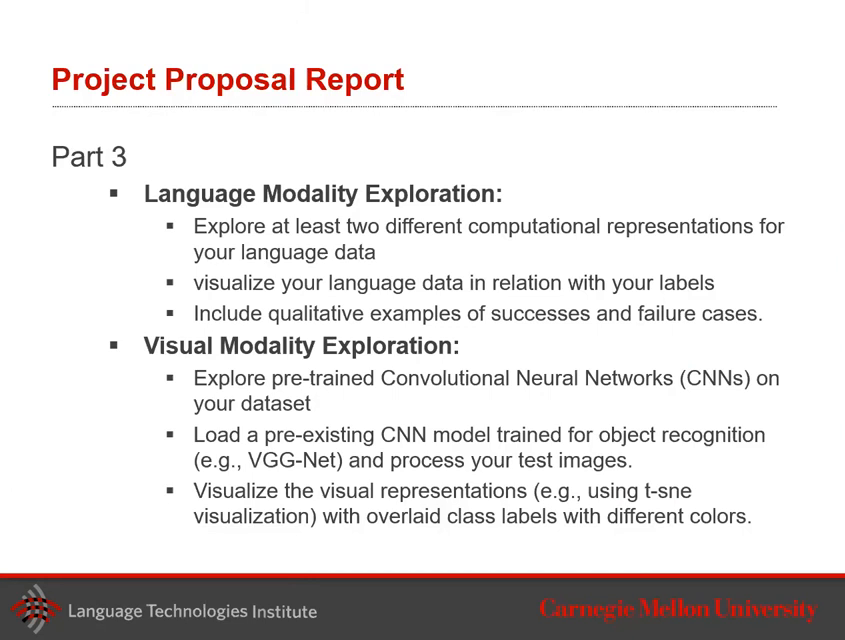 Project Proposal Report
Part 3
▪ Language Modality Exploration:
▪ Explore at least two different computational representations for
your language data
▪ visualize your language data in relation with your labels
▪ Include qualitative examples of successes and failure cases.
▪ Visual Modality Exploration:
▪ Explore pre-trained Convolutional Neural Networks (CNNs) on
your dataset
▪ Load a pre-existing CNN model trained for object recognition
(e.g., VGG-Net) and process your test images.
▪ Visualize the visual representations (e.g., using t-sne
visualization) with overlaid class labels with different colors.
Language Technologies Institute
Carnegie Mellon University